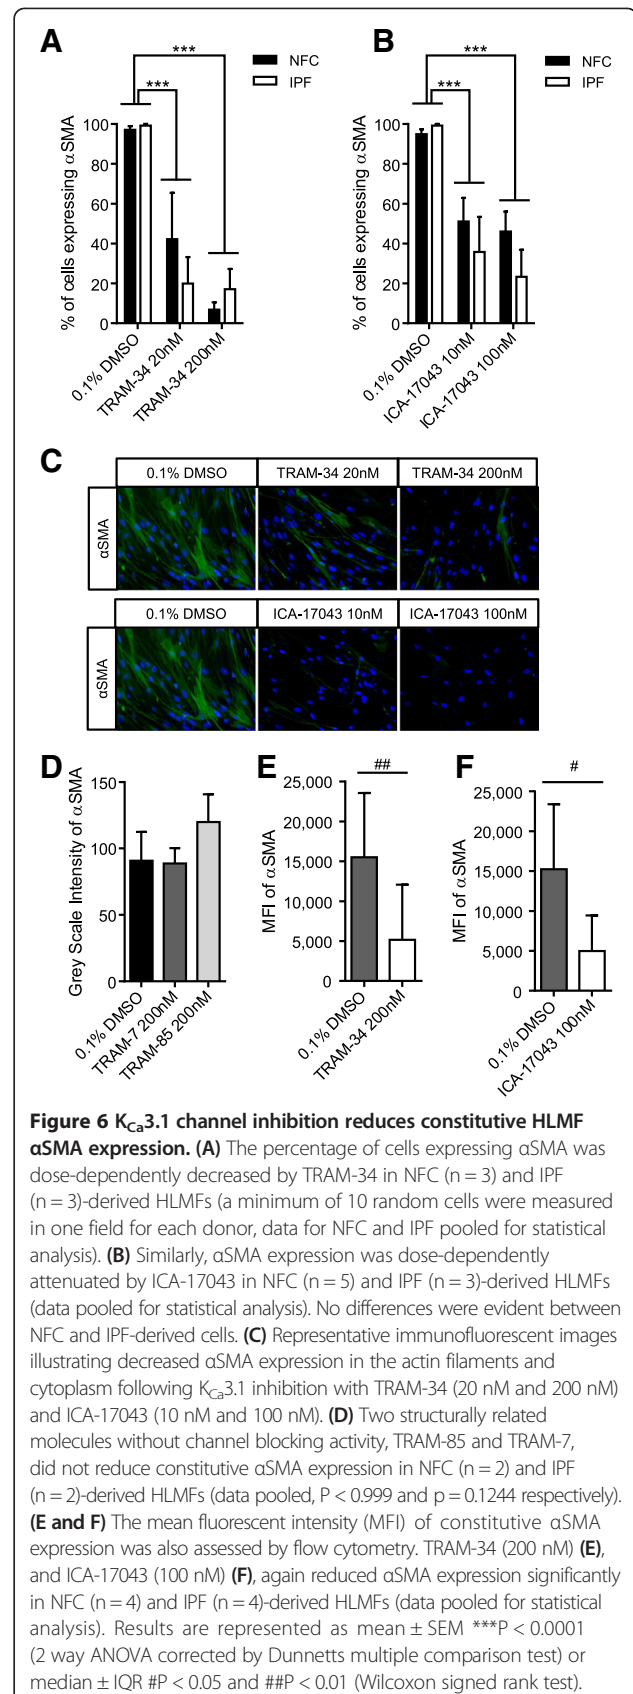 A
***
***
NFC
IPF
% of cells expressing αSMA
100
80
60
40
20
0
0.1% DMSO
TRAM-34 20nM
TRAM-34 200nM
B
***
***
NFC
IPF
% of cells expressing αSMA
100
80
60
40
20
0
0.1% DMSO
ICA-17043 10nM
ICA-17043 100nM
C
0.1% DMSO
TRAM-34 20nM
TRAM-34 200nM
αSMA
0.1% DMSO
ICA-17043 10nM
ICA-17043 100nM
αSMA
D
Grey Scale Intensity of αSMA
150
100
50
0
0.1% DMSO
TRAM-7 200nM
TRAM-85 200nM
E
##
MFI of αSMA
25,000
20,000
15,000
10,000
5,000
0
0.1% DMSO
TRAM-34 200nM
F
#
MFI of αSMA
25,000
20,000
15,000
10,000
5,000
0
0.1% DMSO
ICA-17043 100nM
Figure 6 KCa3.1 channel inhibition reduces constitutive HLMF
αSMA expression. (A) The percentage of cells expressing αSMA was
dose-dependently decreased by TRAM-34 in NFC (n = 3) and IPF
(n = 3)-derived HLMFs (a minimum of 10 random cells were measured
in one field for each donor, data for NFC and IPF pooled for statistical
analysis). (B) Similarly, αSMA expression was dose-dependently
attenuated by ICA-17043 in NFC (n = 5) and IPF (n = 3)-derived HLMFs
(data pooled for statistical analysis). No differences were evident between
NFC and IPF-derived cells. (C) Representative immunofluorescent images
illustrating decreased αSMA expression in the actin filaments and
cytoplasm following KCa3.1 inhibition with TRAM-34 (20 nM and 200 nM)
and ICA-17043 (10 nM and 100 nM). (D) Two structurally related
molecules without channel blocking activity, TRAM-85 and TRAM-7,
did not reduce constitutive αSMA expression in NFC (n = 2) and IPF
(n = 2)-derived HLMFs (data pooled, P < 0.999 and p = 0.1244 respectively).
(E and F) The mean fluorescent intensity (MFI) of constitutive αSMA
expression was also assessed by flow cytometry. TRAM-34 (200 nM) (E),
and ICA-17043 (100 nM) (F), again reduced αSMA expression significantly
in NFC (n = 4) and IPF (n = 4)-derived HLMFs (data pooled for statistical
analysis). Results are represented as mean ± SEM ***P < 0.0001
(2 way ANOVA corrected by Dunnetts multiple comparison test) or
median ± IQR #P < 0.05 and ##P < 0.01 (Wilcoxon signed rank test).